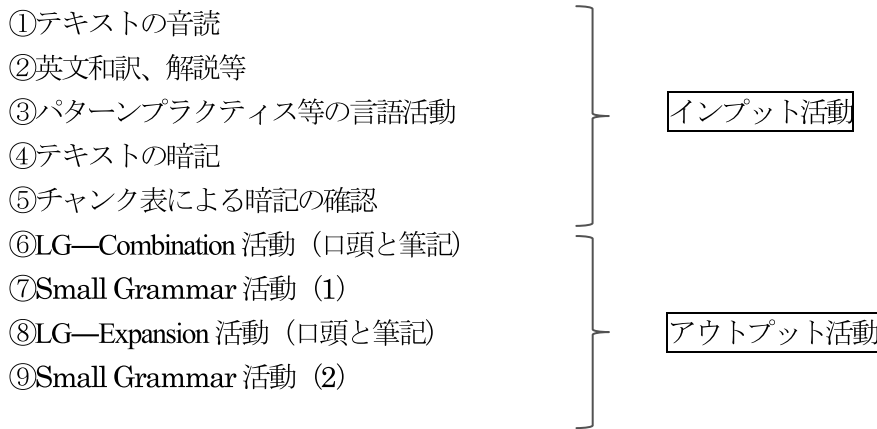 ①テキストの音読
②英文和訳、解説等
③パターンプラクティス等の言語活動
インプット活動
④テキストの暗記
⑤チャンク表による暗記の確認
⑥LG―Combination 活動（口頭と筆記）
⑦Small Grammar 活動（1）
⑧LG―Expansion 活動（口頭と筆記）
アウトプット活動
⑨Small Grammar 活動（2）